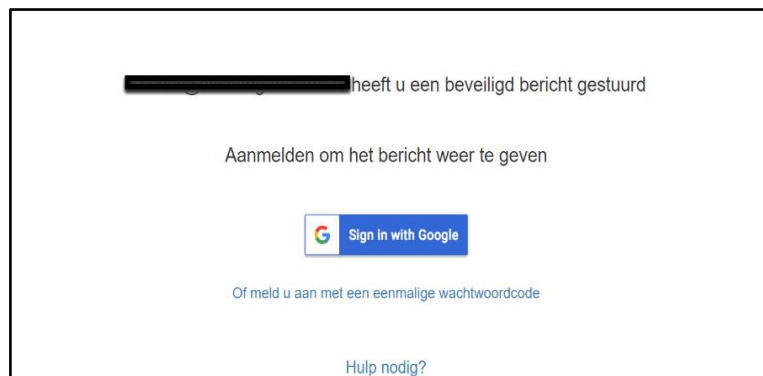 heeft u een beveiligd bericht gestuurd
Aanmelden om het bericht weer te geven
Sign in with Google
Of meld u aan met een eenmalige wachtwoordcode
Hulp nodig?